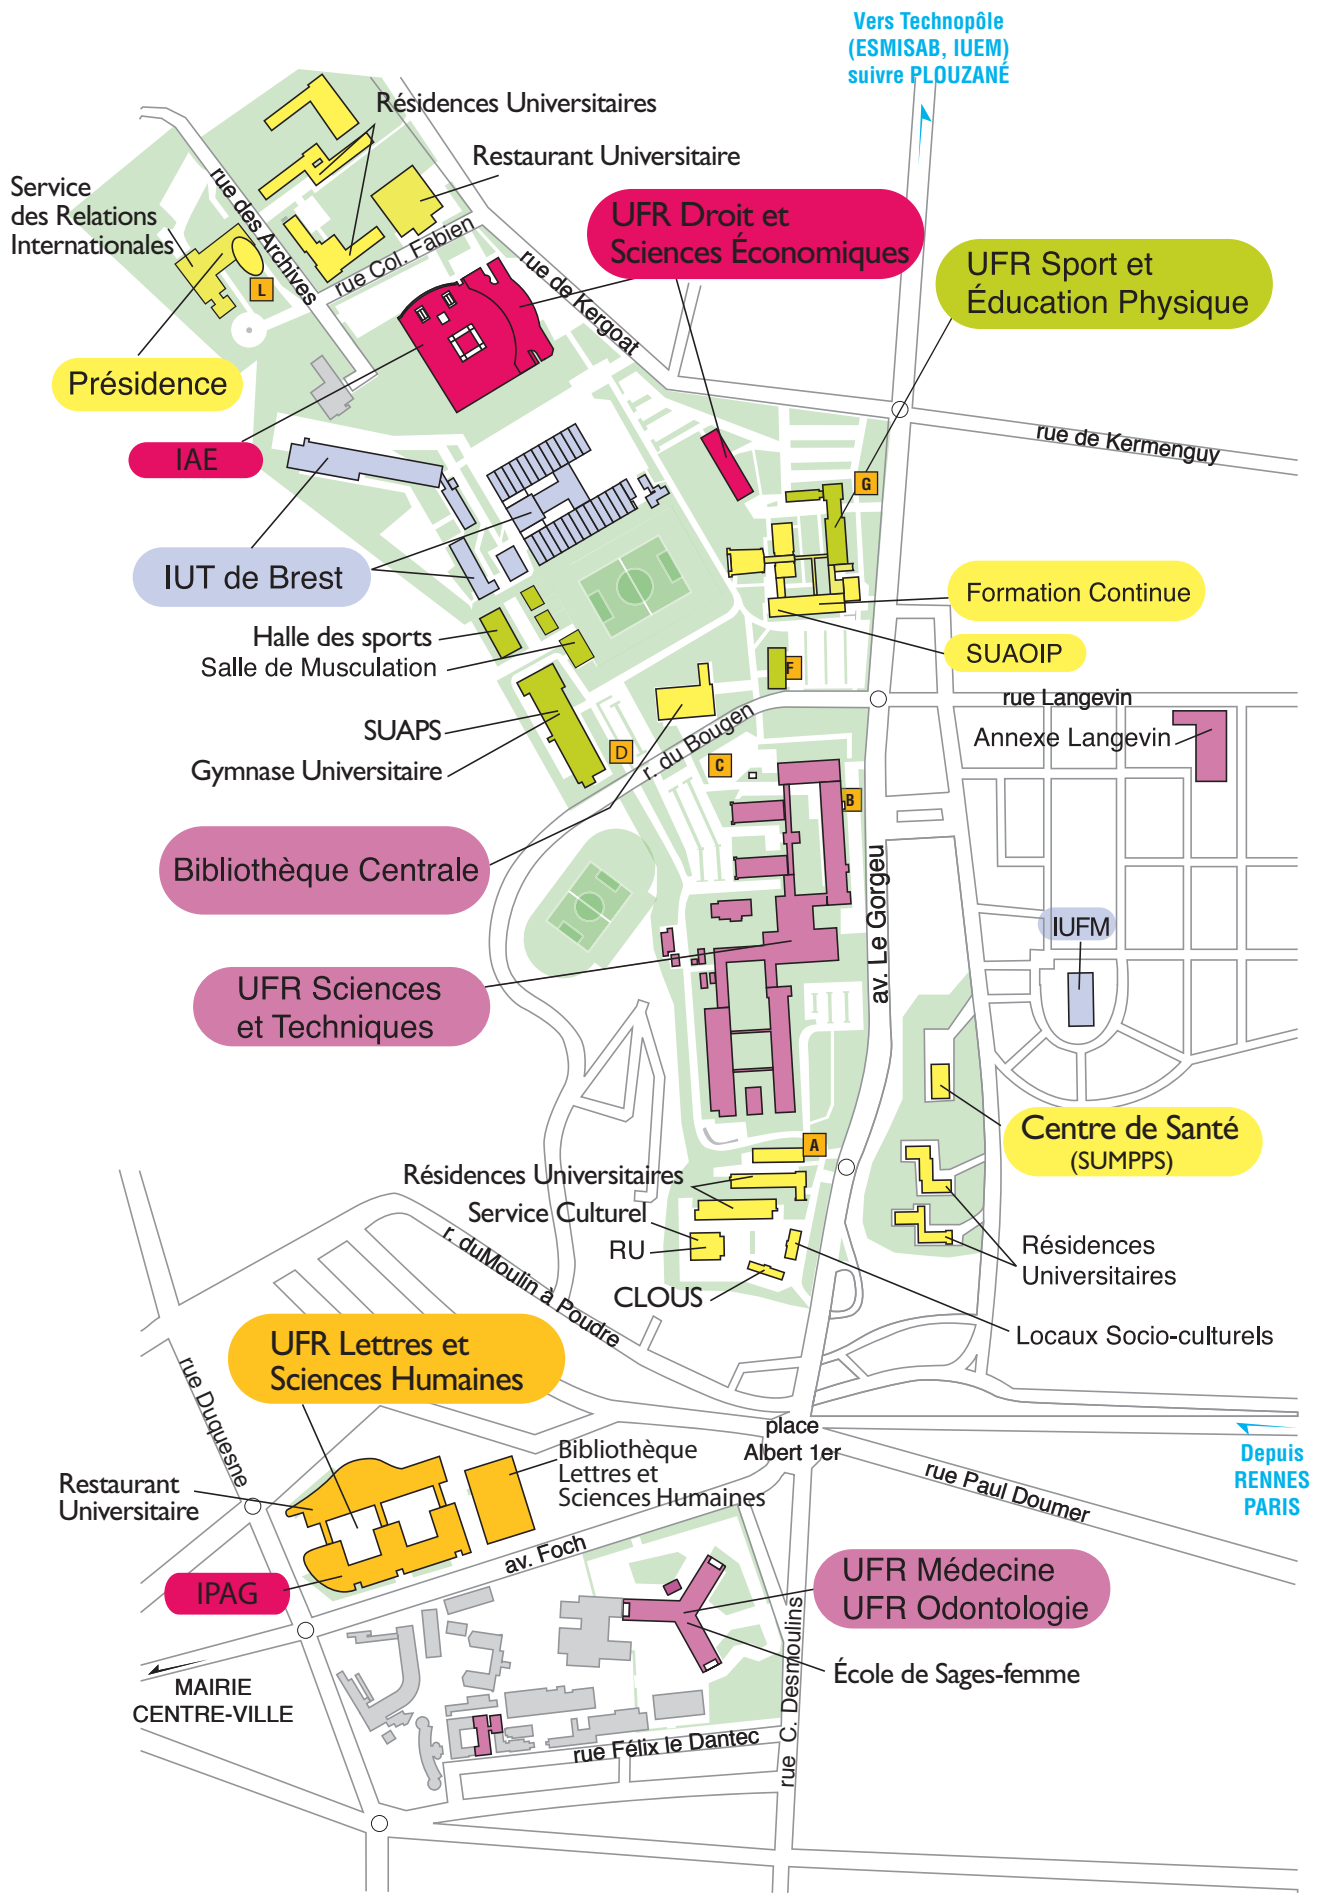 Vers Technopôle
(ESMISAB, IUEM)
suivre PLOUZANÉ
Résidences Universitaires
Restaurant Universitaire
Service
des Relations
Internationales
rue des Archives
rue Col. Fabien
rue de Kergoat
UFR Droit et
Sciences Économiques
UFR Sport et
Éducation Physique
L
Présidence
IAE
rue de Kermenguy
G
IUT de Brest
Formation Continue
SUAOIP
Halle des sports
Salle de Musculation
F
rue Langevin
SUAPS
Annexe Langevin
Gymnase Universitaire
D
r. du Bougen
C
B
Bibliothèque Centrale
av. Le Gorgeu
IUFM
UFR Sciences
et Techniques
Centre de Santé
(SUMPPS)
A
Résidences Universitaires
Service Culturel
RU
CLOUS
Résidences
Universitaires
Locaux Socio-culturels
r. duMoulin à Poudre
UFR Lettres et
Sciences Humaines
rue Duquesne
place
Albert 1er
Depuis
RENNES
PARIS
rue Paul Doumer
Bibliothèque
Lettres et
Sciences Humaines
Restaurant
Universitaire
av. Foch
IPAG
UFR Médecine
UFR Odontologie
École de Sages-femme
MAIRIE
CENTRE-VILLE
rue C. Desmoulins
rue Félix le Dantec